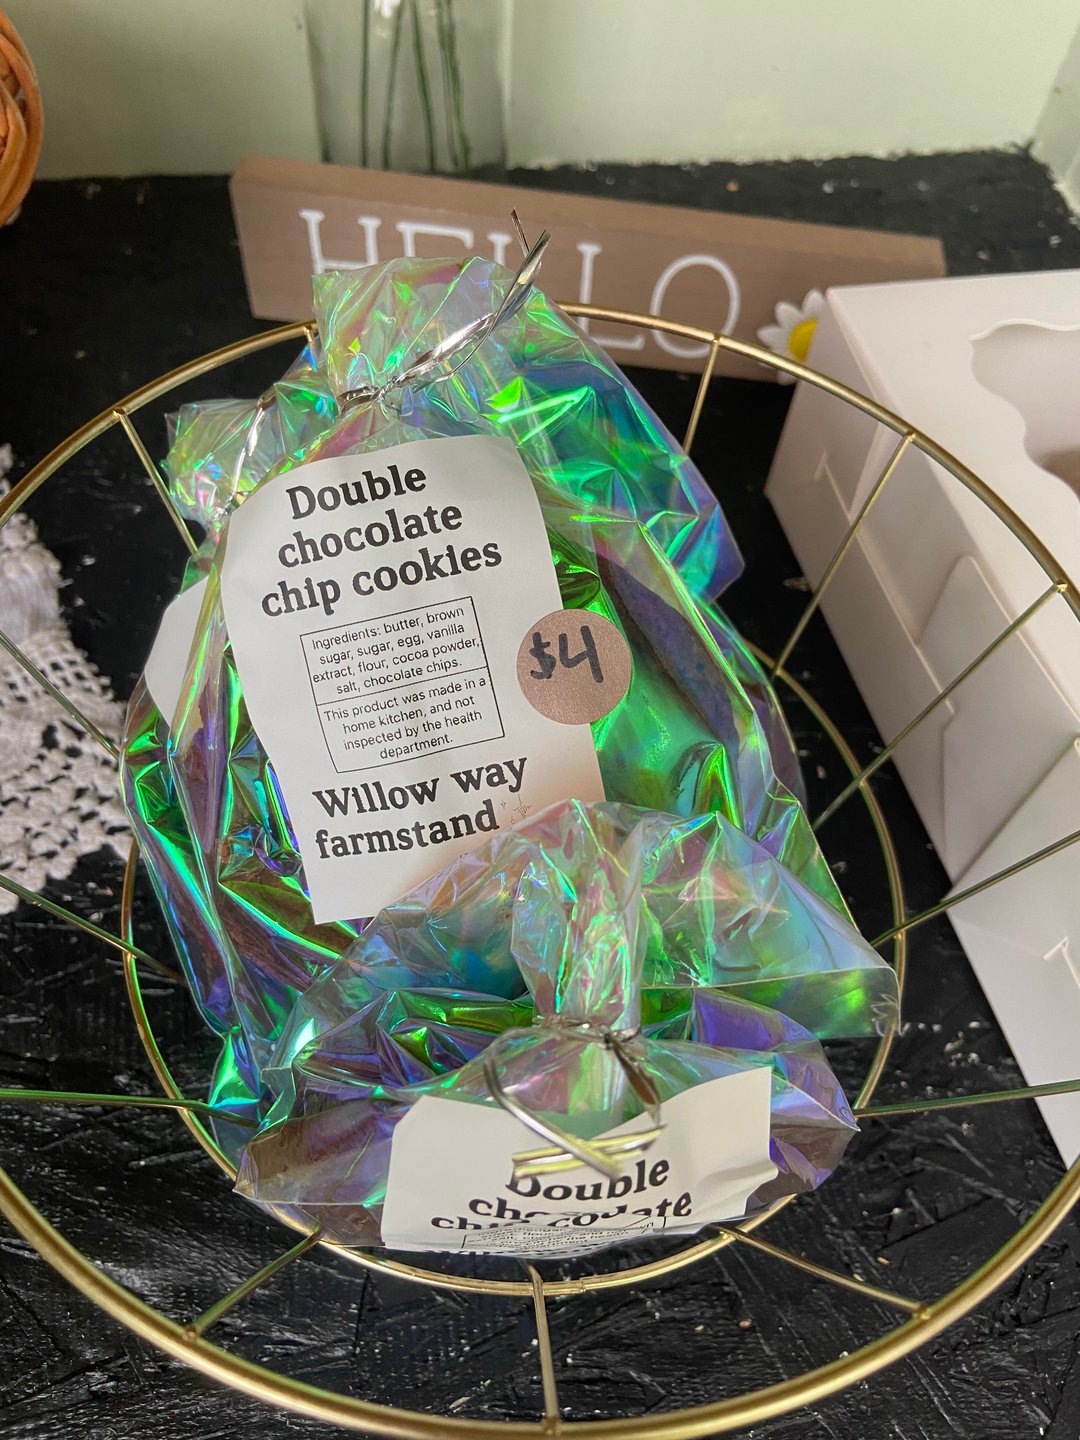 HELLO
Double
chocolate
chip cookies
Ingredients: butter, brown
sugar, sugar, egg, vanilla
extract, flour, cocoa powder,
salt, chocolate chips.
This product was made in a
home kitchen, and not
inspected by the health
department.
$4
Willow way
farmstand
Double
chocolate
chip cookies